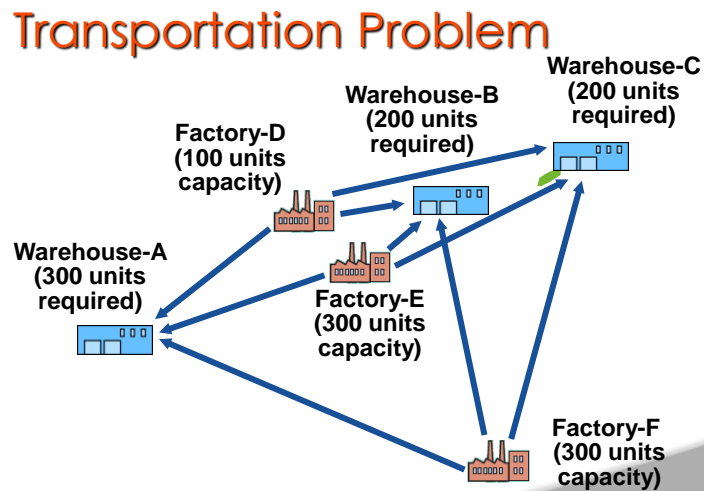 Transportation Problem
Warehouse-C
(200 units
required)
Warehouse-B
(200 units
required)
Factory-D
(100 units
capacity)
Warehouse-A
(300 units
required)
Factory-E
(300 units
capacity)
Factory-F
(300 units
capacity)